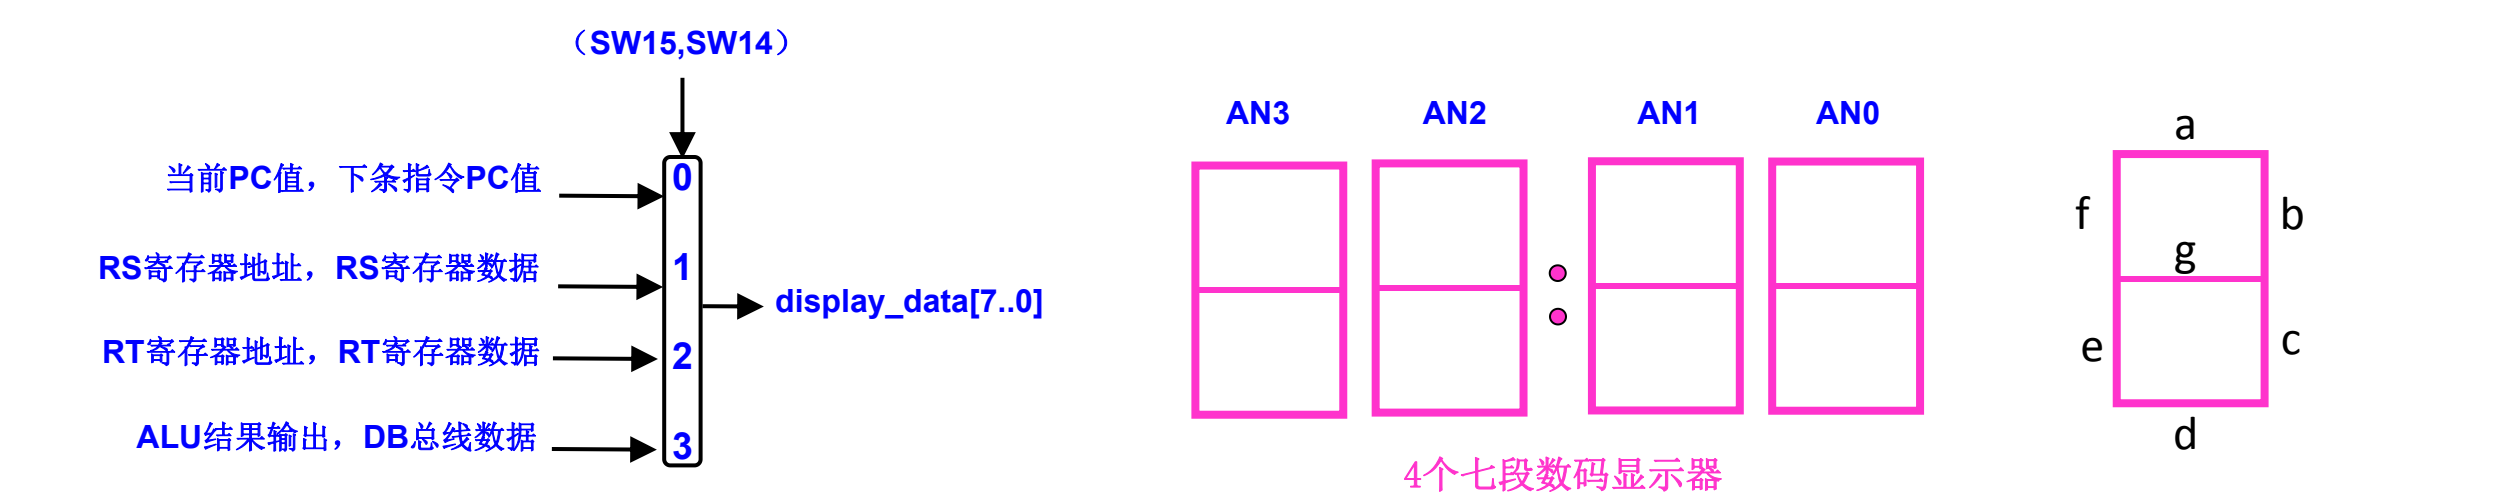 （SW15,SW14）
当前PC值，下条指令PC值
0
RS寄存器地址，RS寄存器数据
1
RT寄存器地址，RT寄存器数据
2
ALU结果输出，DB总线数据
3
display_data[7..0]
AN3
AN2
AN1
AN0
4个七段数码显示器
a
f
b
g
e
c
d